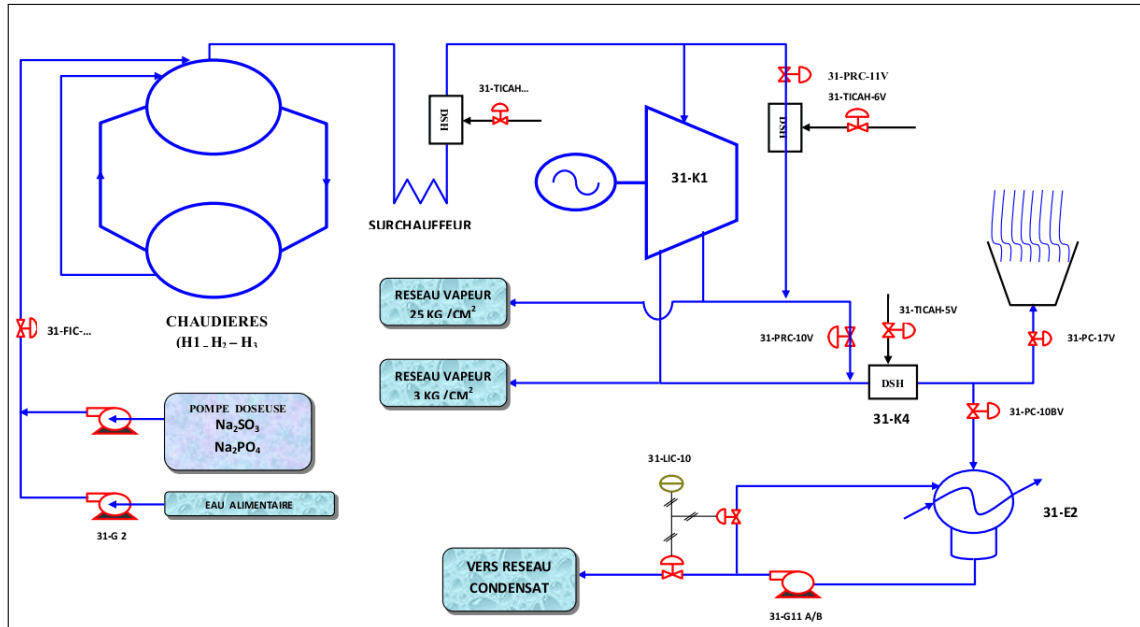 31-TICAH...
31-PRC-11V
31-TICAH-6V
DSH
DSH
31-K1
SURCHAUFFEUR
RESEAU VAPEUR
25 KG /CM²
31-TICAH-5V
CHAUDIERES
(H1 – H2 – H3
31-FIC-...
31-PRC-10V
31-PC-17V
RESEAU VAPEUR
3 KG /CM²
DSH
31-K4
31-PC-10BV
POMPE DOSEUSE
Na₂SO₃
Na₂PO₄
31-LIC-10
EAU ALIMENTAIRE
31-G 2
31-E2
VERS RESEAU
CONDENSAT
31-G11 A/B